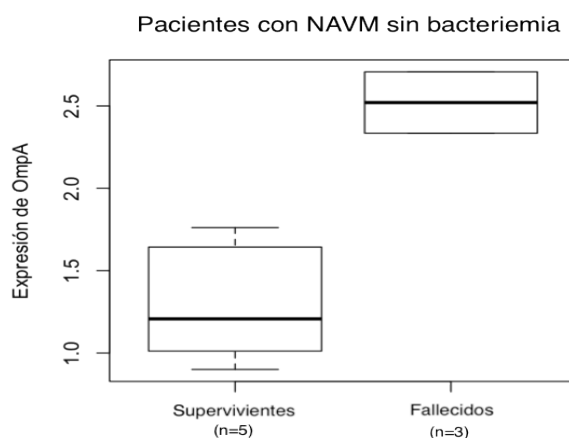 Pacientes con NAVM sin bacteriemia
Expresión de OmpA
2.5
2.0
1.5
1.0
Supervivientes
(n=5)
Fallecidos
(n=3)